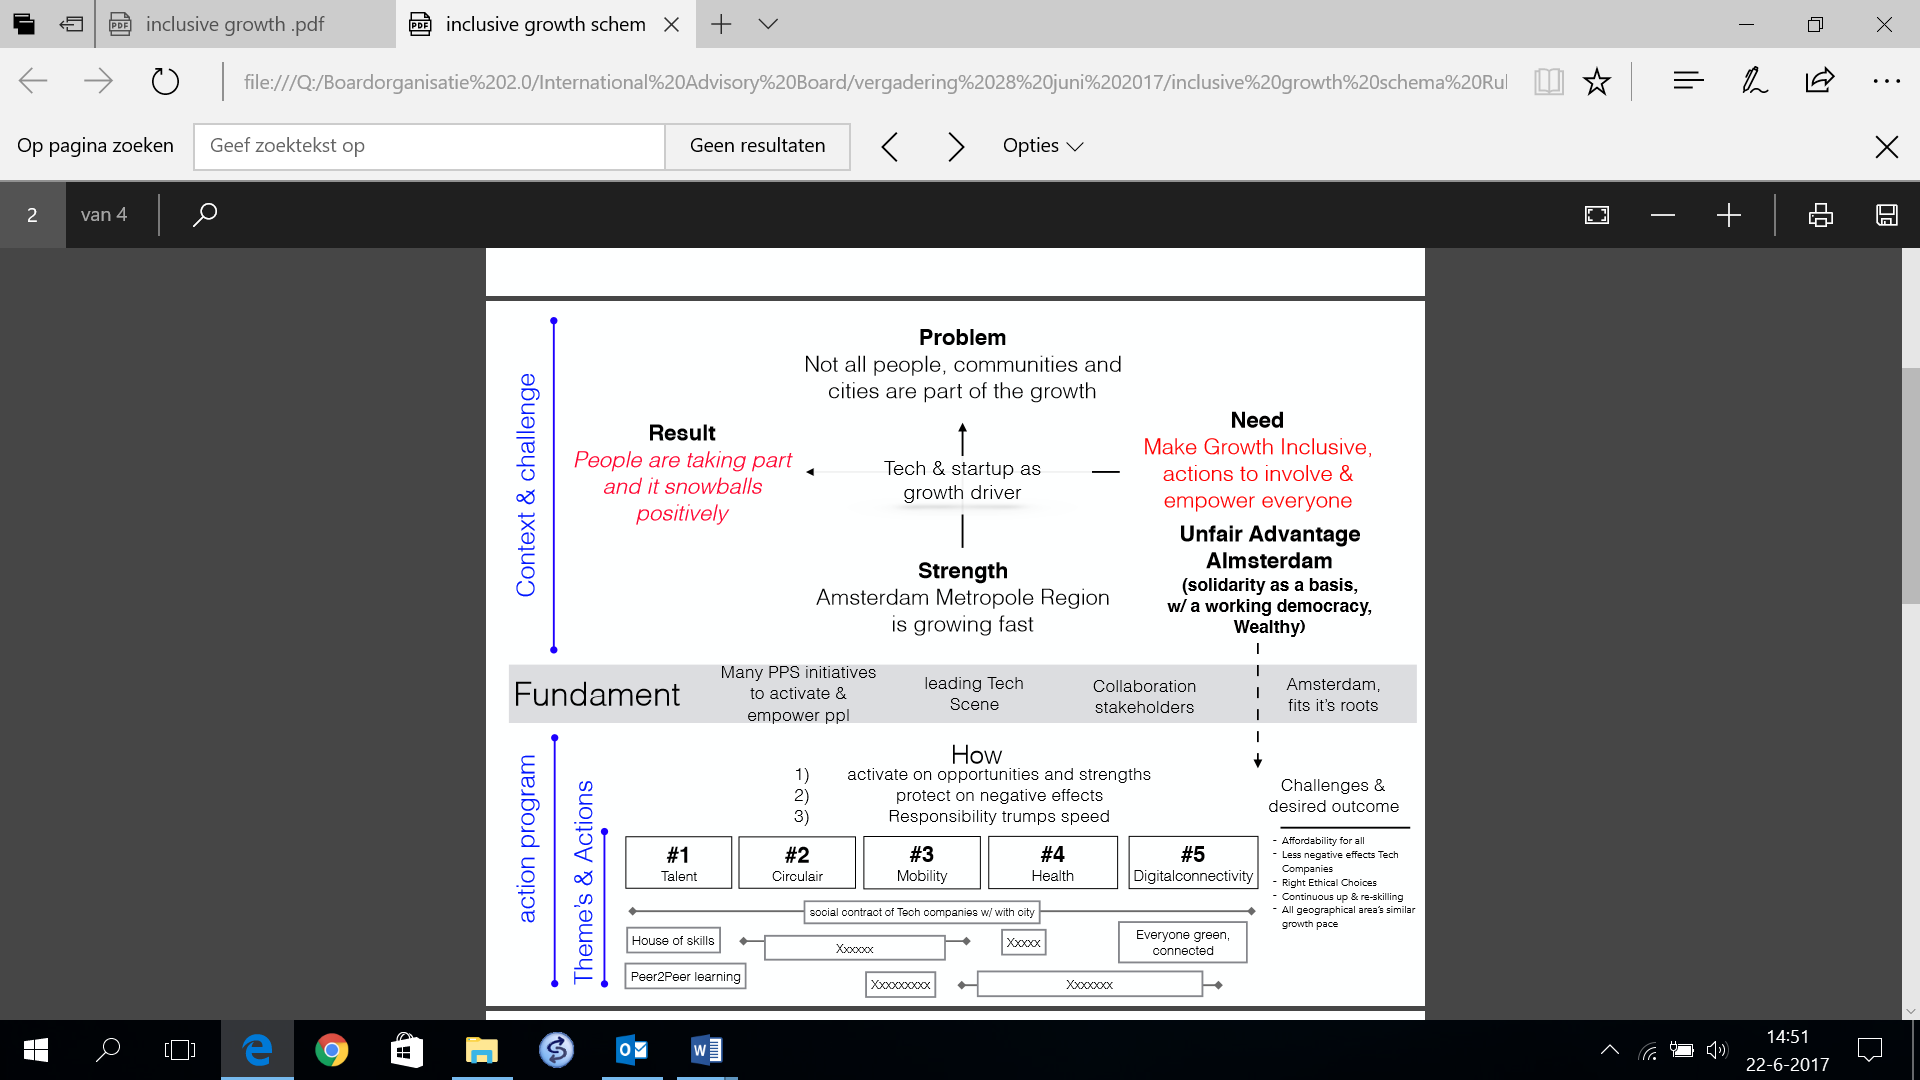 inclusive growth .pdf
inclusive growth schem
file:///Q:/Boardorganisatie%202.0/International%20Advisory%20Board/vergadering%2028%20juni%202017/inclusive%20growth%20schema%20Rul
Op pagina zoeken
Geef zoektekst op
Geen resultaten
Opties
2
van 4
Context & challenge
Problem
Not all people, communities and
cities are part of the growth
Result
People are taking part
and it snowballs
positively
Tech & startup as
growth driver
Need
Make Growth Inclusive,
actions to involve &
empower everyone
Unfair Advantage
Almsterdam
(solidarity as a basis,
w/ a working democracy,
Wealthy)
Strength
Amsterdam Metropole Region
is growing fast
Fundament
Many PPS initiatives
to activate &
empower ppl
leading Tech
Scene
Collaboration
stakeholders
Amsterdam,
fits it's roots
action program
Theme's & Actions
How
1) activate on opportunities and strengths
2) protect on negative effects
3) Responsibility trumps speed
#1
Talent
#2
Circulair
#3
Mobility
#4
Health
#5
Digitalconnectivity
social contract of Tech companies w/ with city
House of skills
Xxxxxx
Xxxxx
Everyone green,
connected
Peer2Peer learning
Xxxxxxxxx
Xxxxxxx
Challenges &
desired outcome
- Affordability for all
- Less negative effects Tech
Companies
- Right Ethical Choices
- Continuous up & re-skilling
- All geographical area's similar
growth pace
14:51
22-6-2017